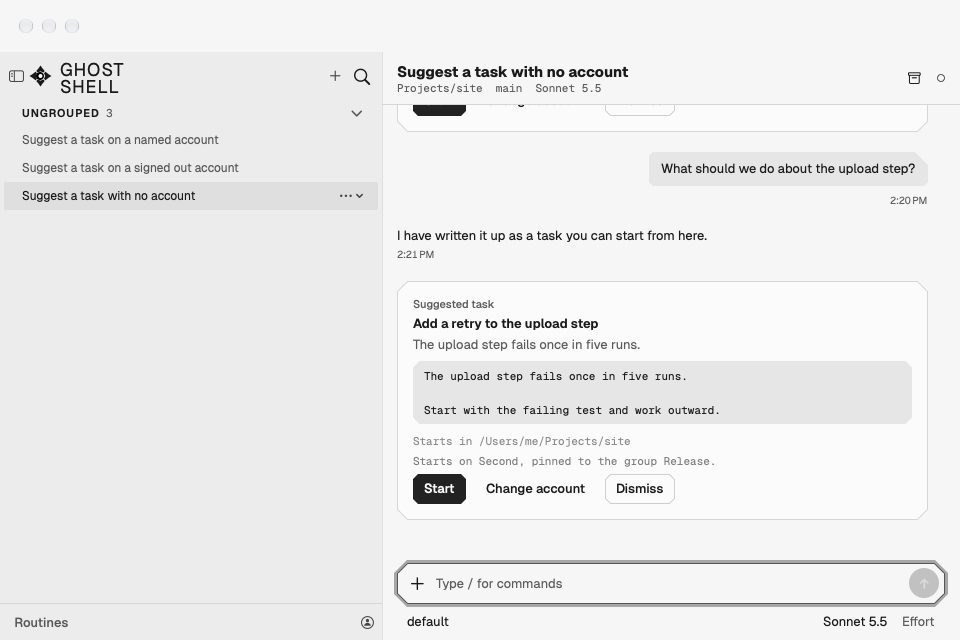 GHOST
SHELL
UNGROUPED 3
Suggest a task on a named account
Suggest a task on a signed out account
Suggest a task with no account
Routines
Suggest a task with no account
Projects/site main Sonnet 5.5
What should we do about the upload step?
2:20 PM
I have written it up as a task you can start from here.
2:21 PM
Suggested task
Add a retry to the upload step
The upload step fails once in five runs.
The upload step fails once in five runs.
Start with the failing test and work outward.
Starts in /Users/me/Projects/site
Starts on Second, pinned to the group Release.
Start Change account Dismiss
Type / for commands
default Sonnet 5.5 Effort